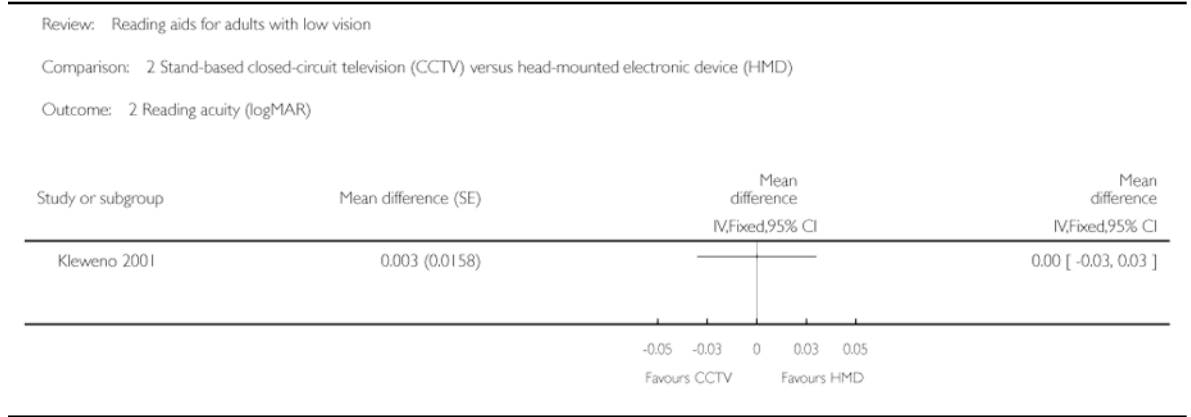 Review: Reading aids for adults with low vision
Comparison: 2 Stand-based closed-circuit television (CCTV) versus head-mounted electronic device (HMD)
Outcome: 2 Reading acuity (logMAR)
Study or subgroup Mean difference (SE) Mean difference Mean difference
IV,Fixed,95% CI IV,Fixed,95% CI
Kleweno 2001 0.003 (0.0158) 0.00 [ -0.03, 0.03 ]
-0.05 -0.03 0 0.03 0.05
Favours CCTV Favours HMD